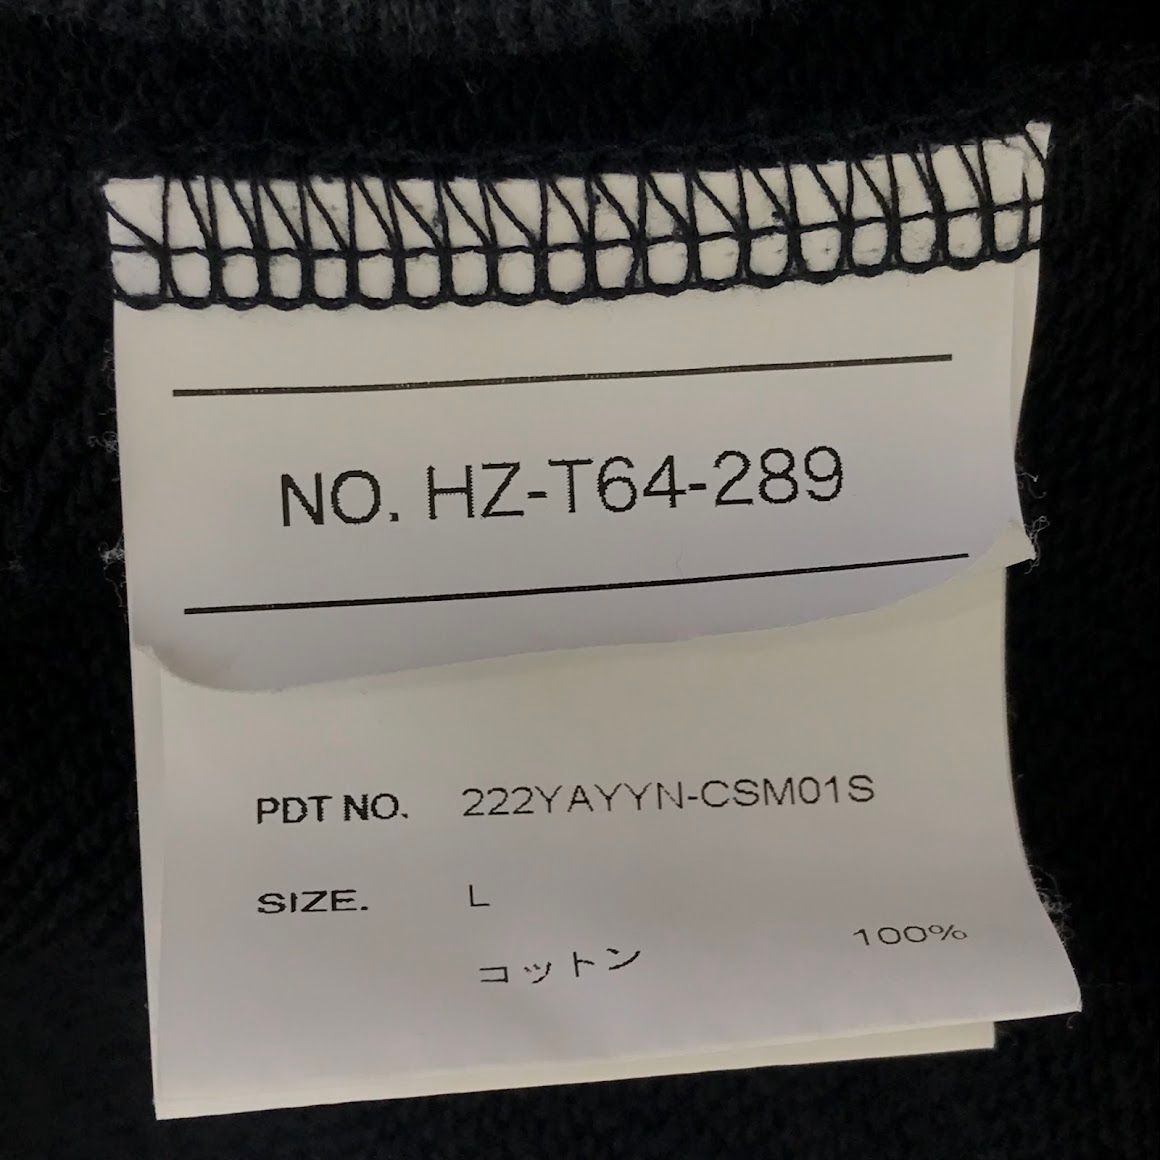 NO. HZ-T64-289
PDT NO. 222YAYYN-CSM01S
SIZE. L
コットン 100%